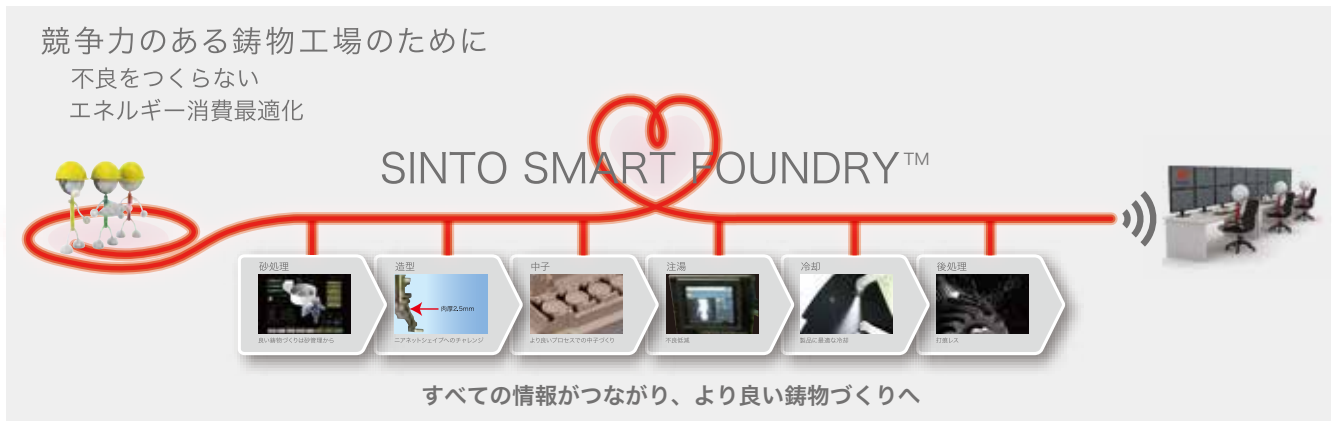 競争力のある鋳物工場のために
不良をつくらない
エネルギー消費最適化
SINTO SMART FOUNDRY™
砂処理
造型
中子
注湯
冷却
後処理
肉厚2.5mm
良い鋳物づくりは砂管理から
ニアネットシェイプへのチャレンジ
より良いプロセスでの中子づくり
不良低減
製品に最適な冷却
打磨レス
すべての情報がつながり、より良い鋳物づくりへ